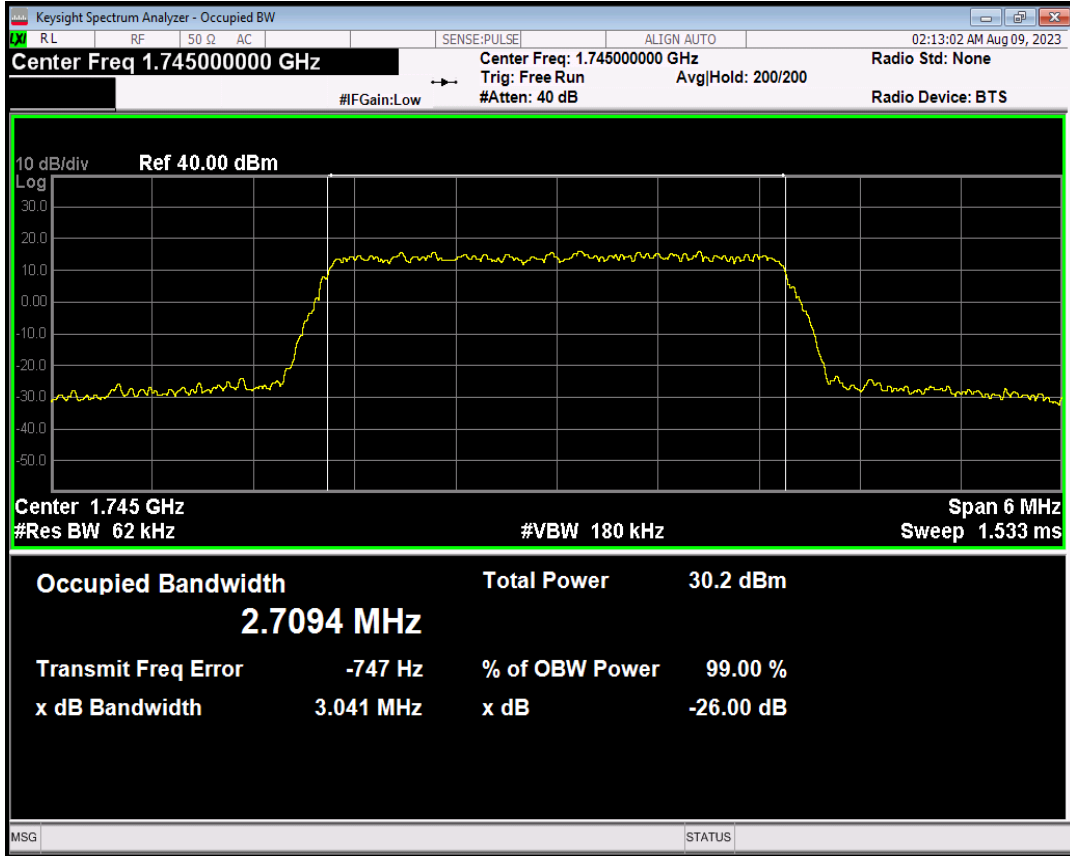 Keysight Spectrum Analyzer - Occupied BW
LXI RL RF 50 Ω AC SENSE:PULSE ALIGN AUTO 02:13:02 AM Aug 09, 2023
Center Freq 1.745000000 GHz
Center Freq: 1.745000000 GHz Radio Std: None
Trig: Free Run Avg|Hold: 200/200
#IFGain:Low #Atten: 40 dB Radio Device: BTS
10 dB/div Ref 40.00 dBm
Log
30.0
20.0
10.0
0.00
-10.0
-20.0
-30.0
-40.0
-50.0
Center 1.745 GHz Span 6 MHz
#Res BW 62 kHz #VBW 180 kHz Sweep 1.533 ms
Occupied Bandwidth Total Power 30.2 dBm
2.7094 MHz
Transmit Freq Error -747 Hz % of OBW Power 99.00 %
x dB Bandwidth 3.041 MHz x dB -26.00 dB
MSG STATUS